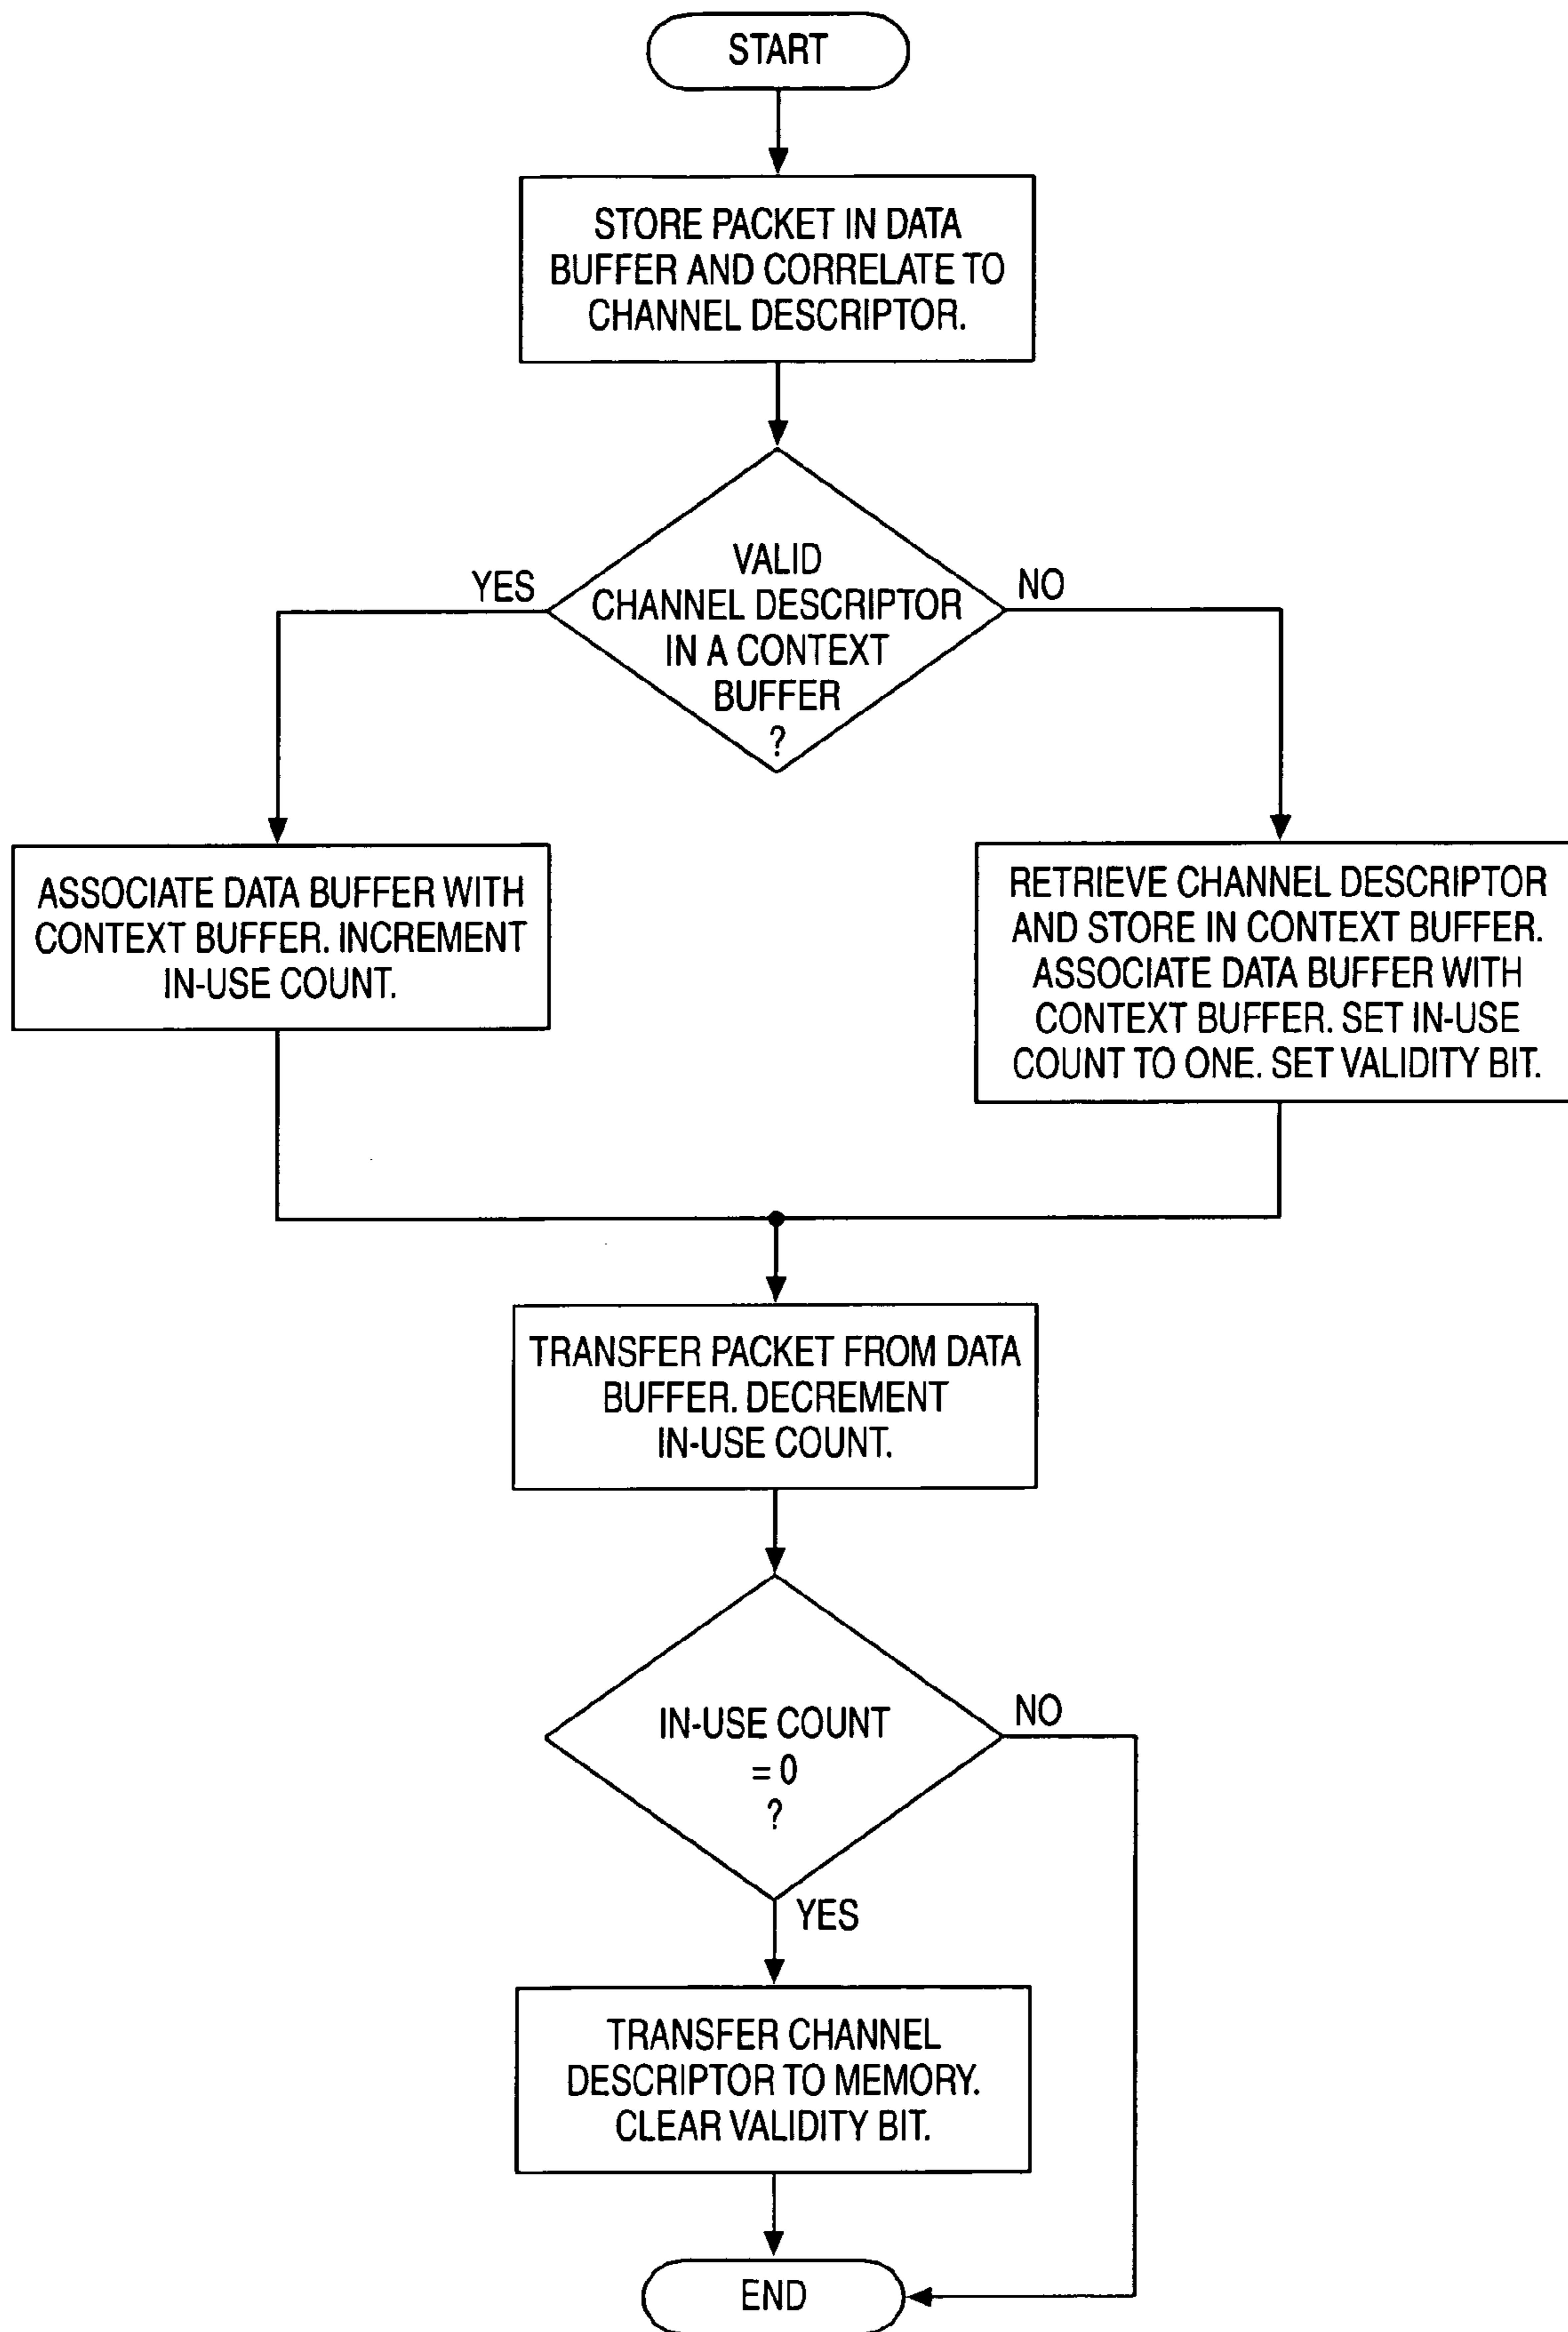 START
STORE PACKET IN DATA
BUFFER AND CORRELATE TO
CHANNEL DESCRIPTOR.
VALID
CHANNEL DESCRIPTOR
IN A CONTEXT
BUFFER
?
YES
NO
ASSOCIATE DATA BUFFER WITH
CONTEXT BUFFER. INCREMENT
IN-USE COUNT.
RETRIEVE CHANNEL DESCRIPTOR
AND STORE IN CONTEXT BUFFER.
ASSOCIATE DATA BUFFER WITH
CONTEXT BUFFER. SET IN-USE
COUNT TO ONE. SET VALIDITY BIT.
TRANSFER PACKET FROM DATA
BUFFER. DECREMENT
IN-USE COUNT.
IN-USE COUNT
= 0
?
NO
YES
TRANSFER CHANNEL
DESCRIPTOR TO MEMORY.
CLEAR VALIDITY BIT.
END